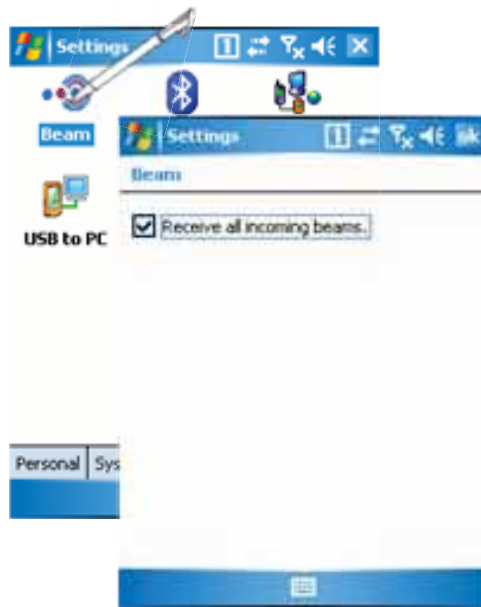 Settings
Beam
USB to PC
Personal Sys
Settings
Beam
Receive all incoming beams.